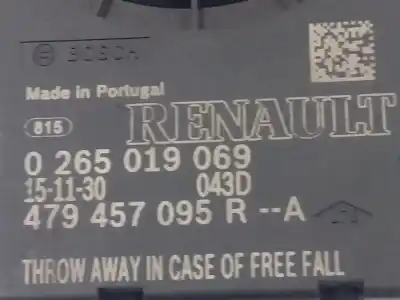 BOSCH
Made in Portugal
815
RENAULT
0 265 019 069
15-11-30 043D
479 457 095 R --A
THROW AWAY IN CASE OF FREE FALL